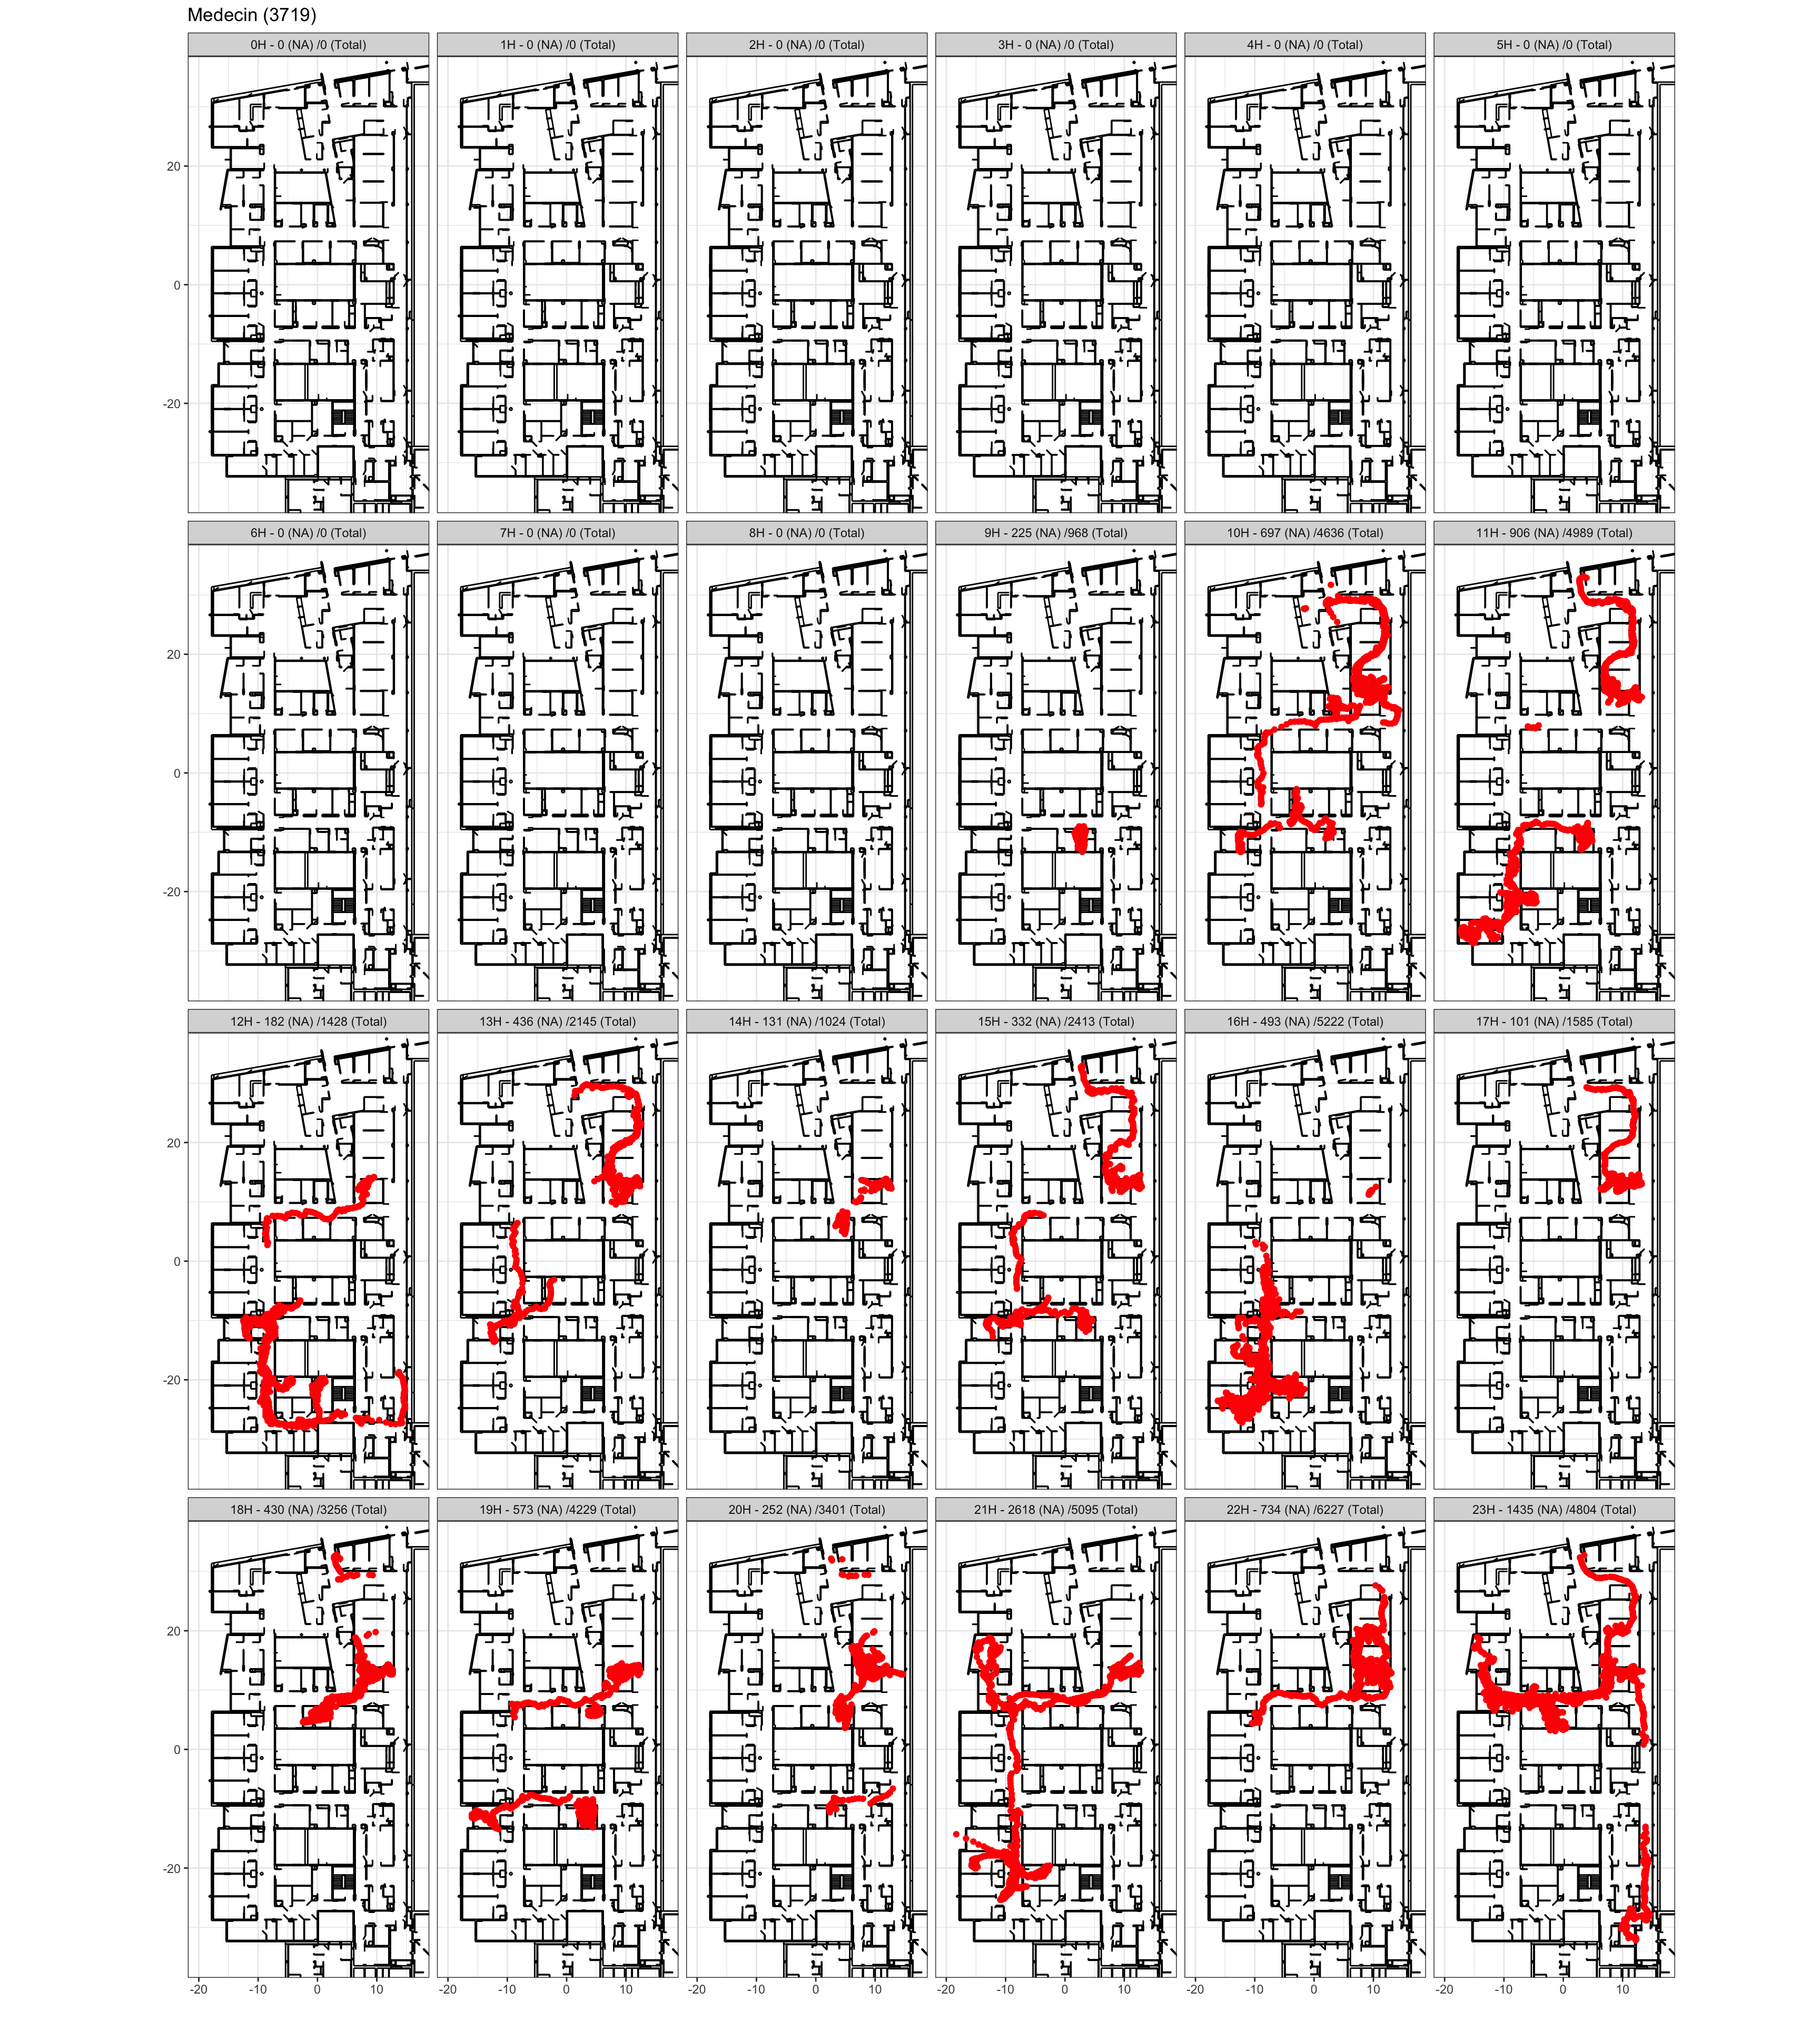 Medecin (3719)
0H - 0 (NA) /0 (Total) 1H - 0 (NA) /0 (Total) 2H - 0 (NA) /0 (Total) 3H - 0 (NA) /0 (Total) 4H - 0 (NA) /0 (Total) 5H - 0 (NA) /0 (Total)
20
0
-20
6H - 0 (NA) /0 (Total) 7H - 0 (NA) /0 (Total) 8H - 0 (NA) /0 (Total) 9H - 225 (NA) /968 (Total) 10H - 697 (NA) /4636 (Total) 11H - 906 (NA) /4989 (Total)
20
0
-20
12H - 182 (NA) /1428 (Total) 13H - 436 (NA) /2145 (Total) 14H - 131 (NA) /1024 (Total) 15H - 332 (NA) /2413 (Total) 16H - 493 (NA) /5222 (Total) 17H - 101 (NA) /1585 (Total)
20
0
-20
18H - 430 (NA) /3256 (Total) 19H - 573 (NA) /4229 (Total) 20H - 252 (NA) /3401 (Total) 21H - 2618 (NA) /5095 (Total) 22H - 734 (NA) /6227 (Total) 23H - 1435 (NA) /4804 (Total)
20
0
-20
-20 -10 0 10 -20 -10 0 10 -20 -10 0 10 -20 -10 0 10 -20 -10 0 10 -20 -10 0 10